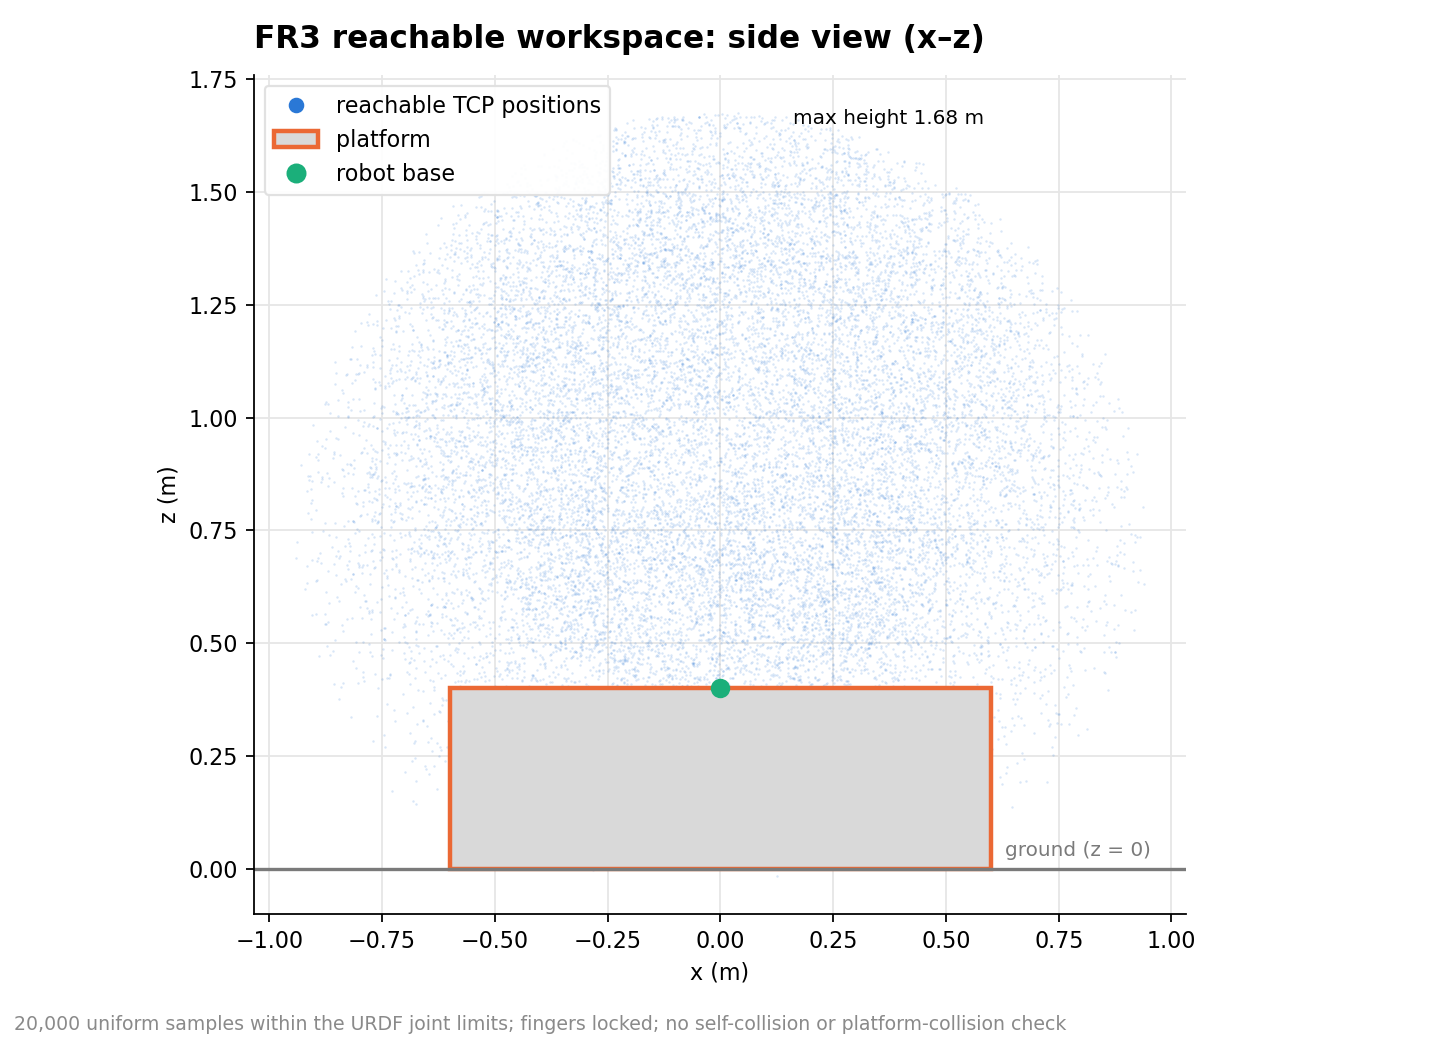 FR3 reachable workspace: side view (x–z)
reachable TCP positions
platform
robot base
max height 1.68 m
1.75
1.50
1.25
1.00
0.75
0.50
0.25
0.00
z (m)
ground (z = 0)
−1.00 −0.75 −0.50 −0.25 0.00 0.25 0.50 0.75 1.00
x (m)
20,000 uniform samples within the URDF joint limits; fingers locked; no self-collision or platform-collision check